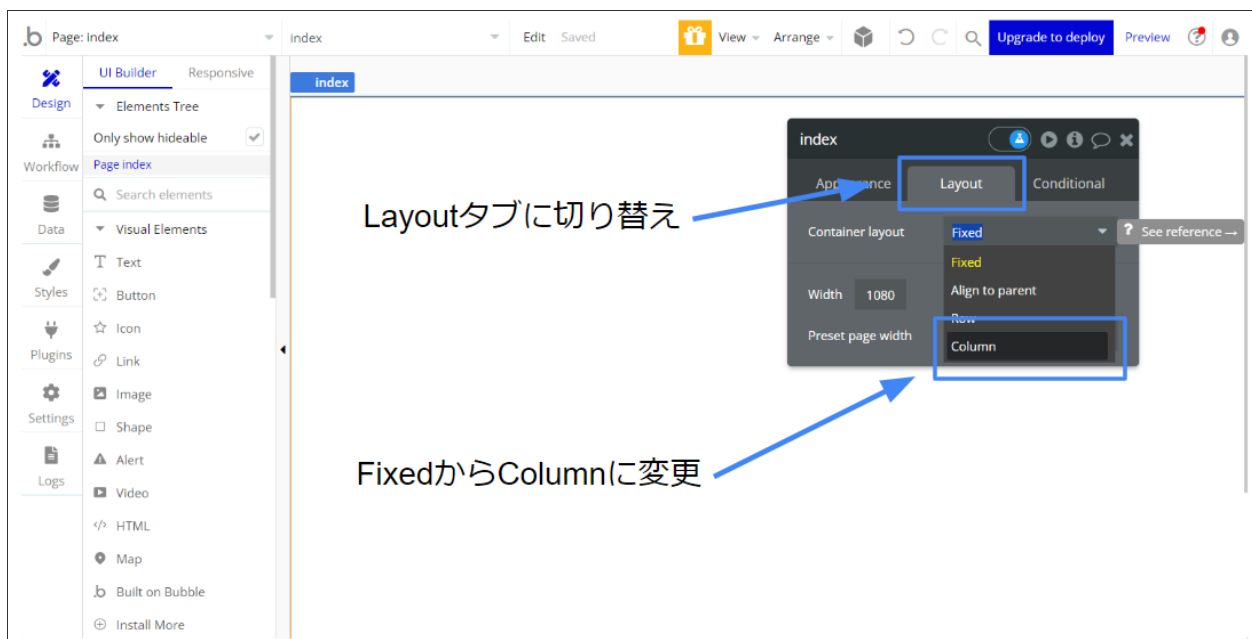 Page: index
index
Edit
Saved
View
Arrange
Upgrade to deploy
Preview
Design
Workflow
Data
Styles
Plugins
Settings
Logs
UI Builder
Responsive
Elements Tree
Only show hideable
Page index
Search elements
Visual Elements
Text
Button
Icon
Link
Image
Shape
Alert
Video
HTML
Map
Built on Bubble
Install More
index
Layoutタブに切り替え
FixedからColumnに変更
index
Appearance
Layout
Conditional
Container layout
Fixed
? See reference →
Fixed
Align to parent
Row
Column
Width
1080
Preset page width